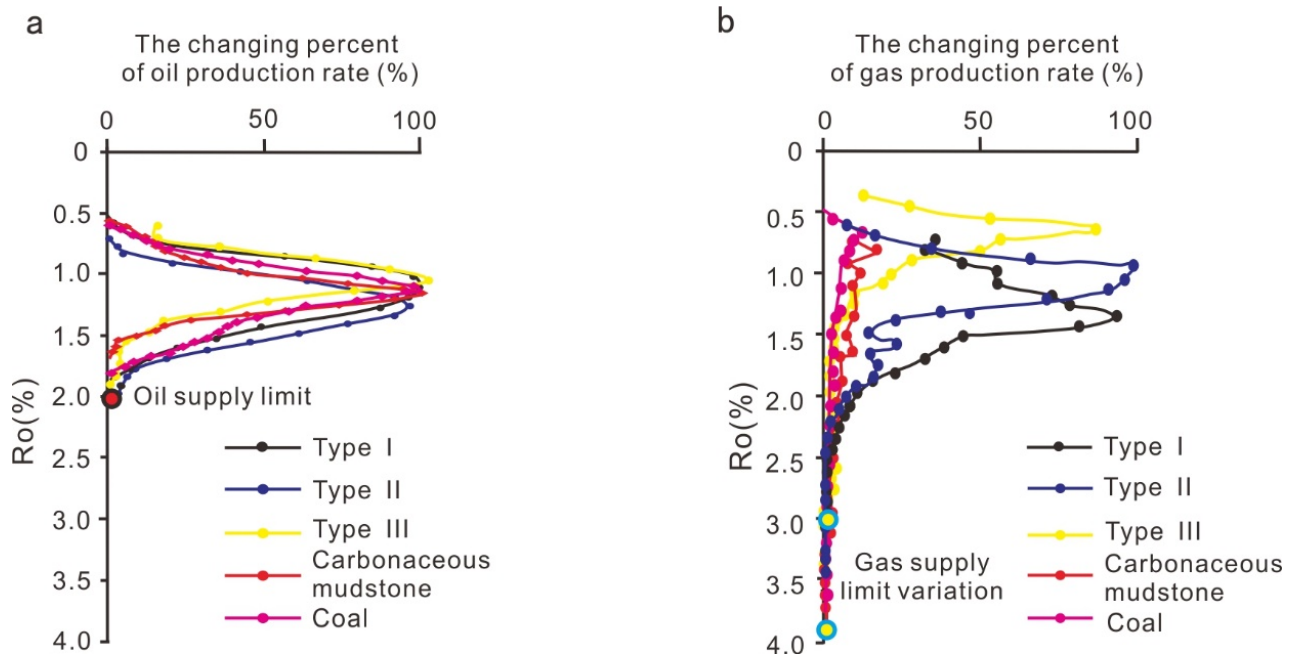 a
The changing percent
of oil production rate (%)
0 50 100
0
0.5
1.0
1.5
2.0
2.5
3.0
3.5
4.0
Ro(%)
Oil supply limit
Type I
Type II
Type III
Carbonaceous
mudstone
Coal
b
The changing percent
of gas production rate (%)
0 50 100
0
0.5
1.0
1.5
2.0
2.5
3.0
3.5
4.0
Ro(%)
Gas supply
limit variation
Type I
Type II
Type III
Carbonaceous
mudstone
Coal